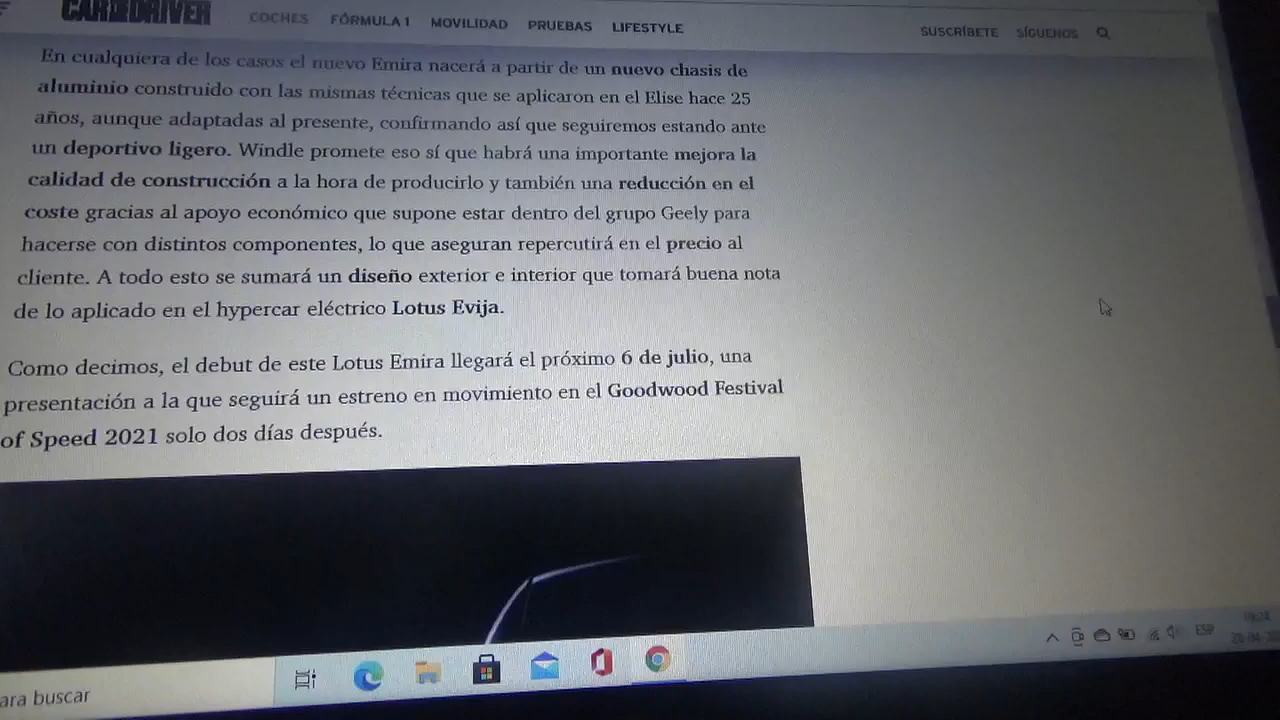 CAR AND DRIVER
COCHES FÓRMULA 1 MOVILIDAD PRUEBAS LIFESTYLE SUSCRÍBETE SÍGUENOS
En cualquiera de los casos el nuevo Emira nacerá a partir de un nuevo chasis de
aluminio construido con las mismas técnicas que se aplicaron en el Elise hace 25
años, aunque adaptadas al presente, confirmando así que seguiremos estando ante
un deportivo ligero. Windle promete eso sí que habrá una importante mejora la
calidad de construcción a la hora de producirlo y también una reducción en el
coste gracias al apoyo económico que supone estar dentro del grupo Geely para
hacerse con distintos componentes, lo que aseguran repercutirá en el precio al
cliente. A todo esto se sumará un diseño exterior e interior que tomará buena nota
de lo aplicado en el hypercar eléctrico Lotus Evija.
Como decimos, el debut de este Lotus Emira llegará el próximo 6 de julio, una
presentación a la que seguirá un estreno en movimiento en el Goodwood Festival
of Speed 2021 solo dos días después.
ara buscar
ESP